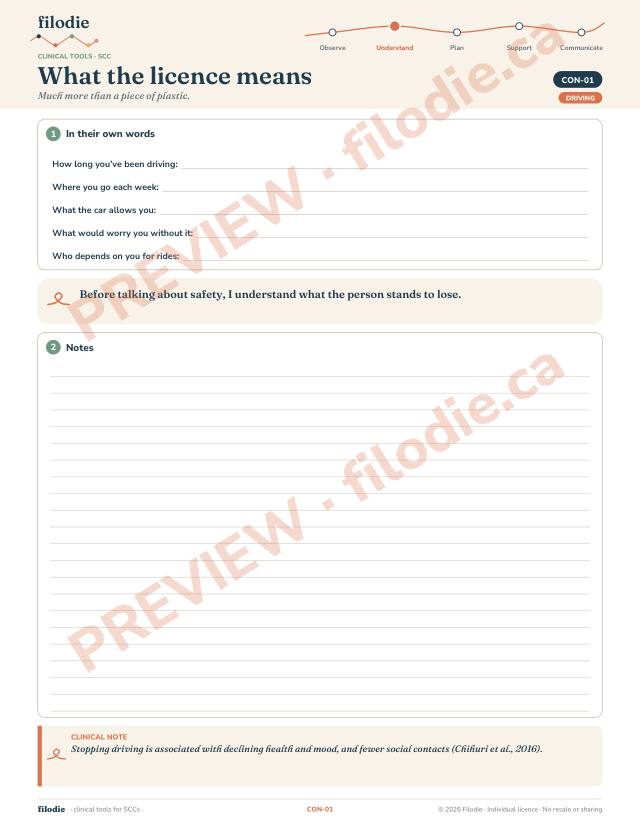 filodie
Observe Understand Plan Support Communicate
CLINICAL TOOLS · SCC
What the licence means
Much more than a piece of plastic.
CON-01
DRIVING
1 In their own words
How long you've been driving:
Where you go each week:
What the car allows you:
What would worry you without it:
Who depends on you for rides:
Before talking about safety, I understand what the person stands to lose.
2 Notes
PREVIEW · filodie.ca
PREVIEW · filodie.ca
CLINICAL NOTE
Stopping driving is associated with declining health and mood, and fewer social contacts (Chihuri et al., 2016).
filodie · clinical tools for SCCs CON-01 © 2026 Filodie · Individual licence · No resale or sharing